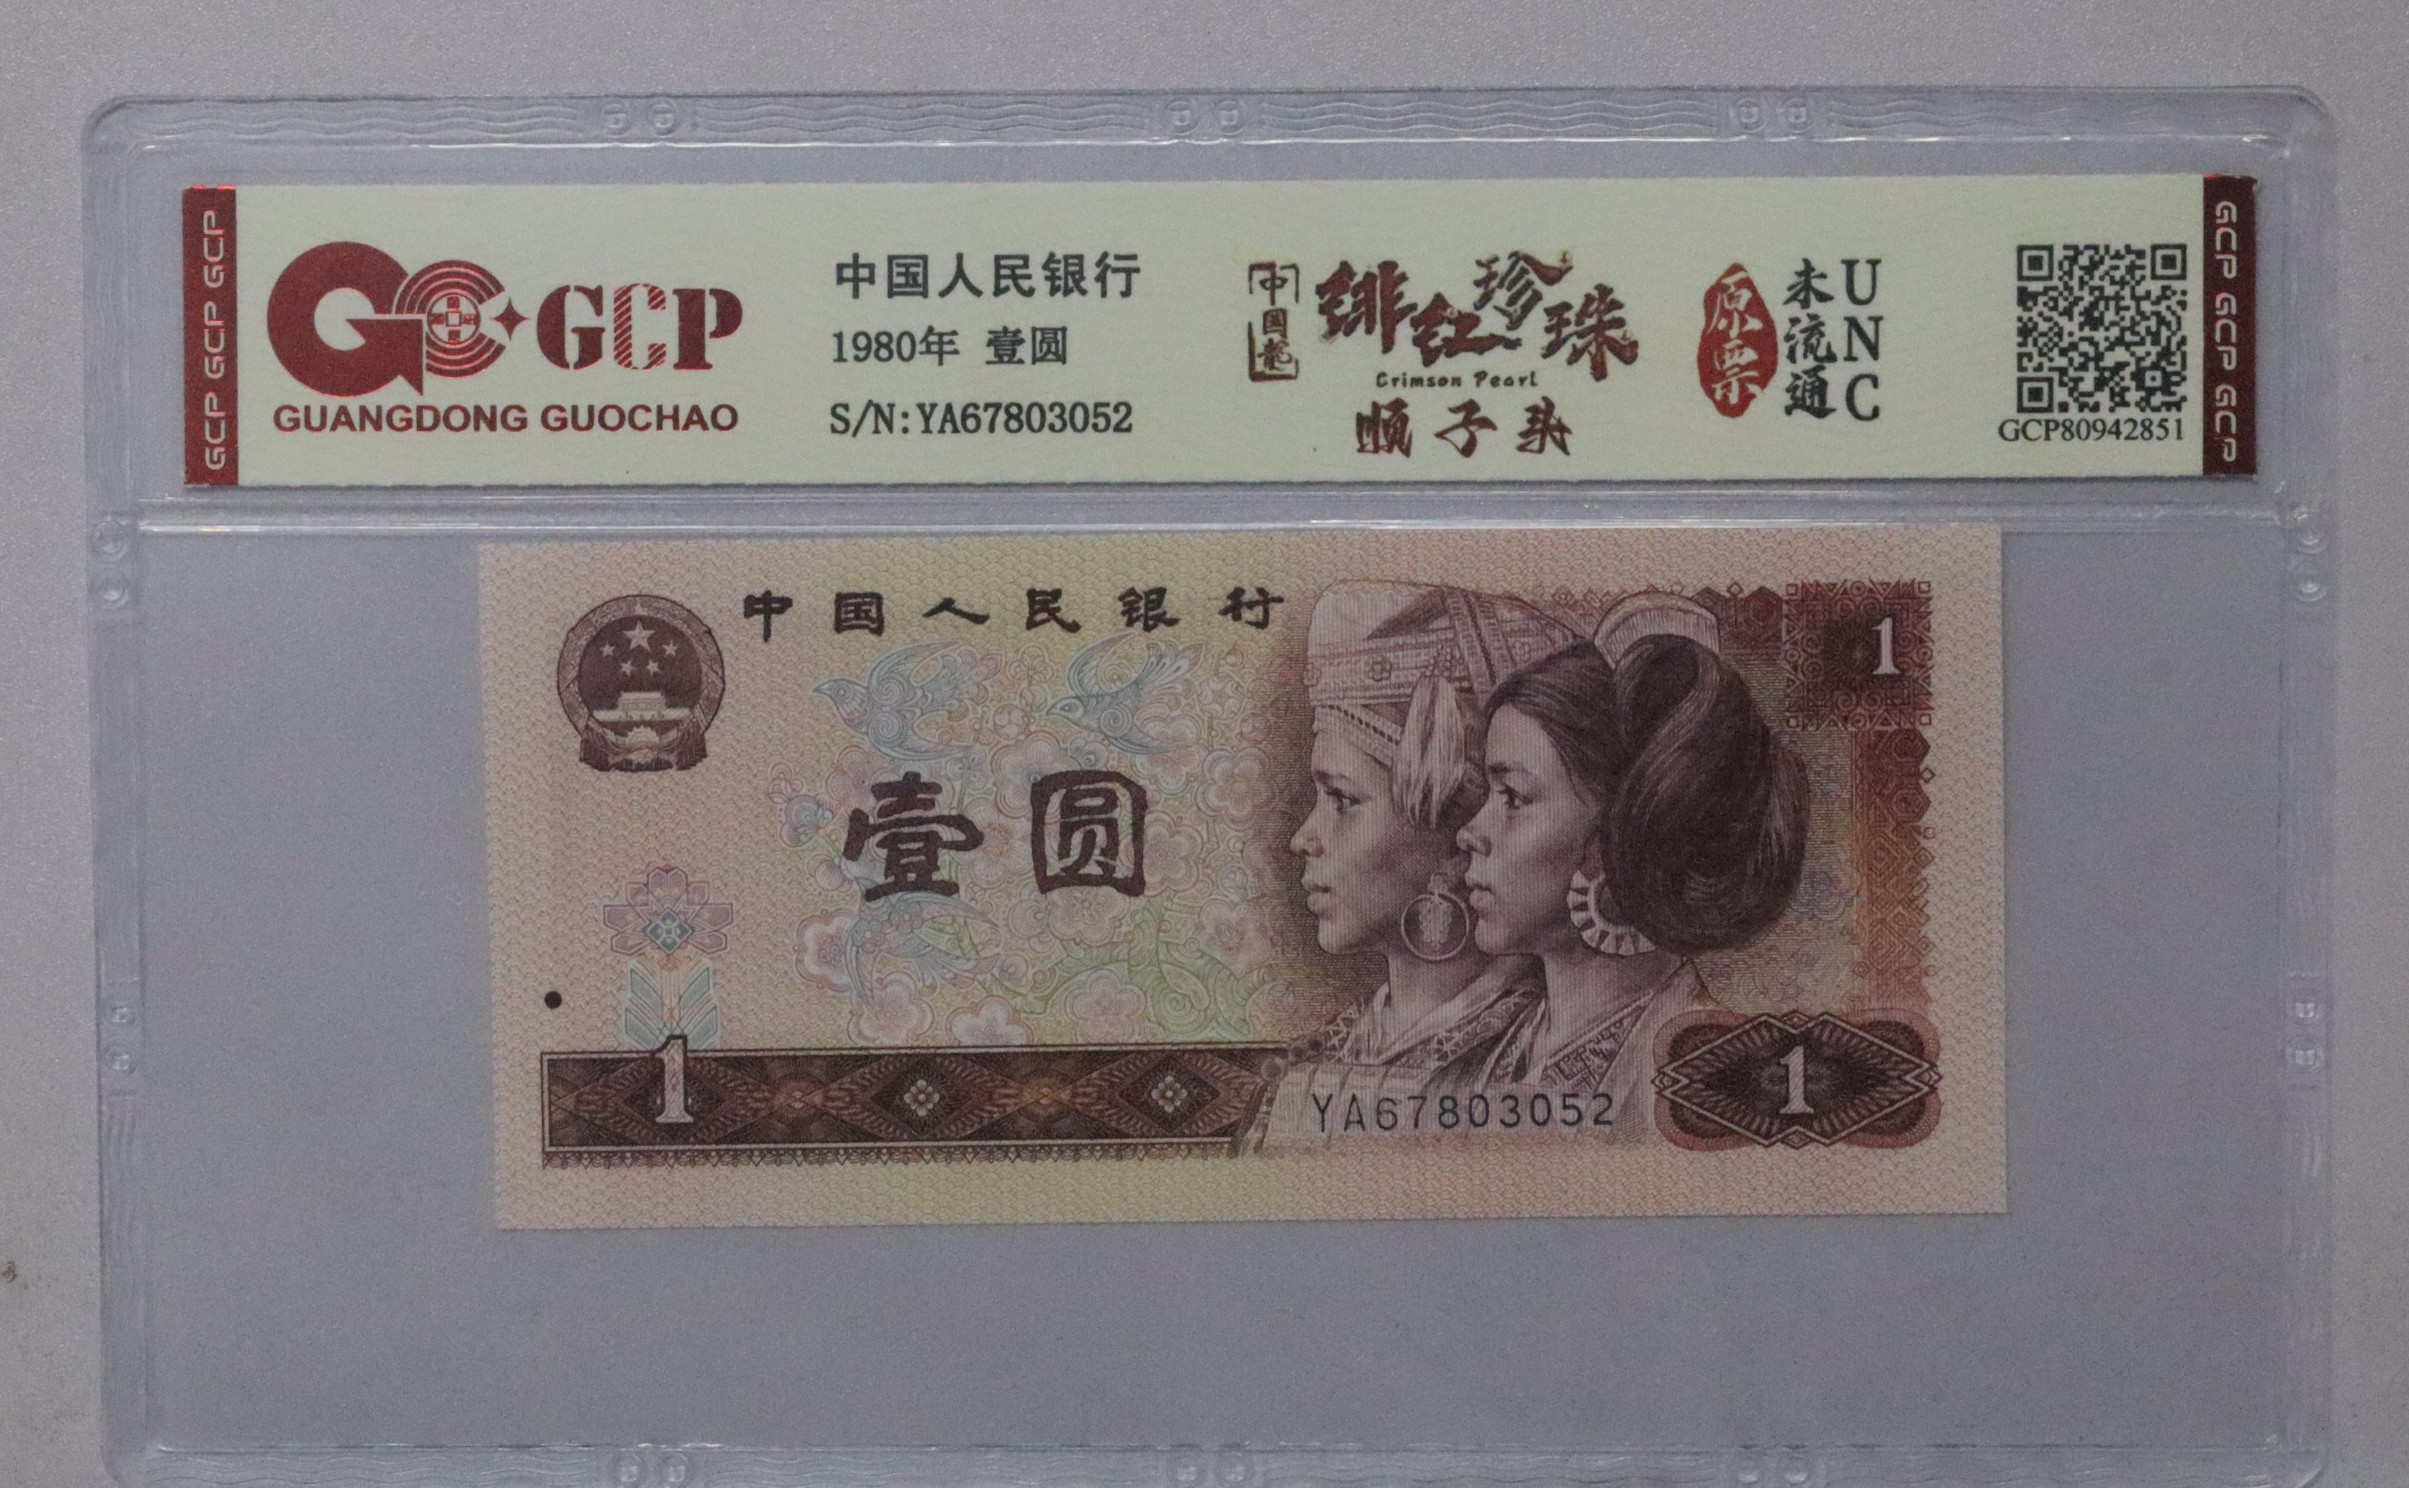 GCP GCP GCP
GCP
GUANGDONG GUOCHAO
中国人民银行
1980年 壹圆
S/N:YA67803052
中国龍
绯红珍珠
Crimson Pearl
顺子头
原票
未流通
UNC
GCP80942851
GCP GCP GCP
中国人民银行
1
壹圆
1
YA67803052
1